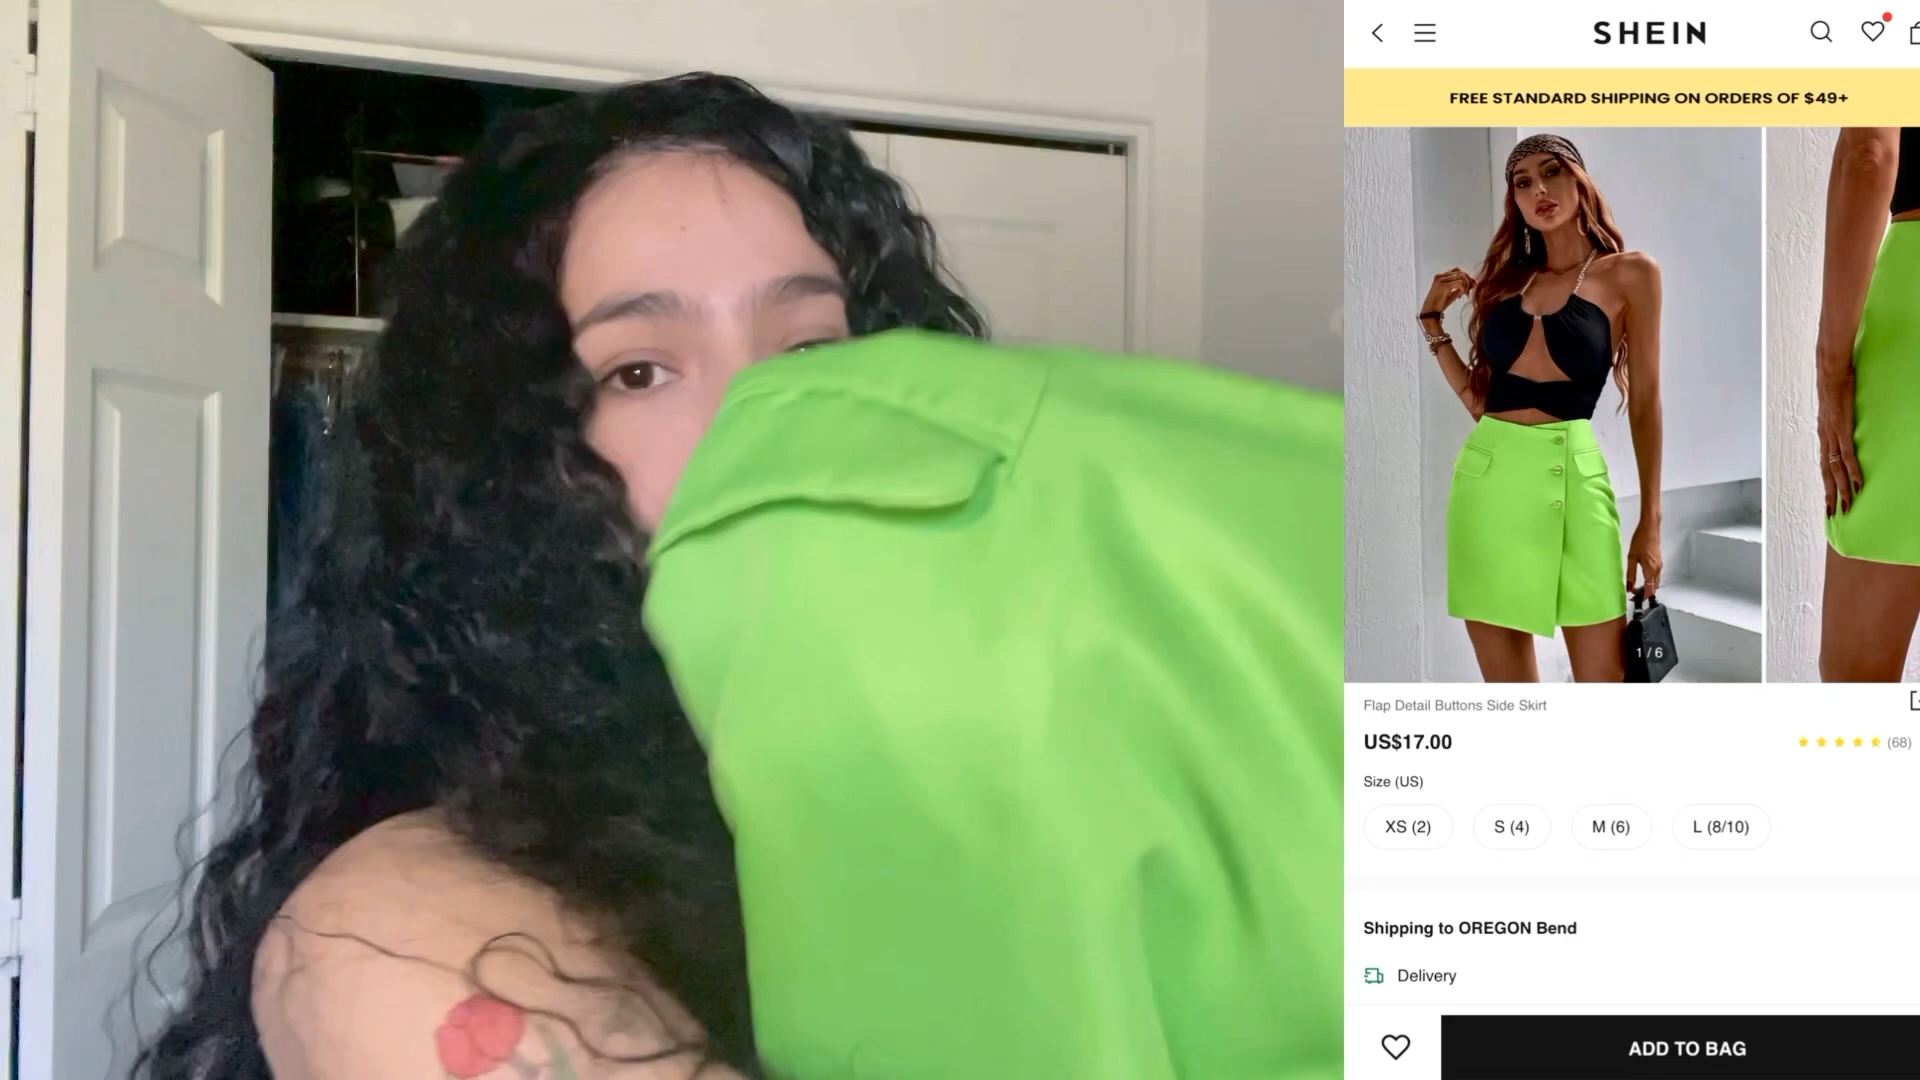 SHEIN
FREE STANDARD SHIPPING ON ORDERS OF $49+
1/6
Flap Detail Buttons Side Skirt
US$17.00
(68)
Size (US)
XS (2)
S (4)
M (6)
L (8/10)
Shipping to OREGON Bend
Delivery
ADD TO BAG